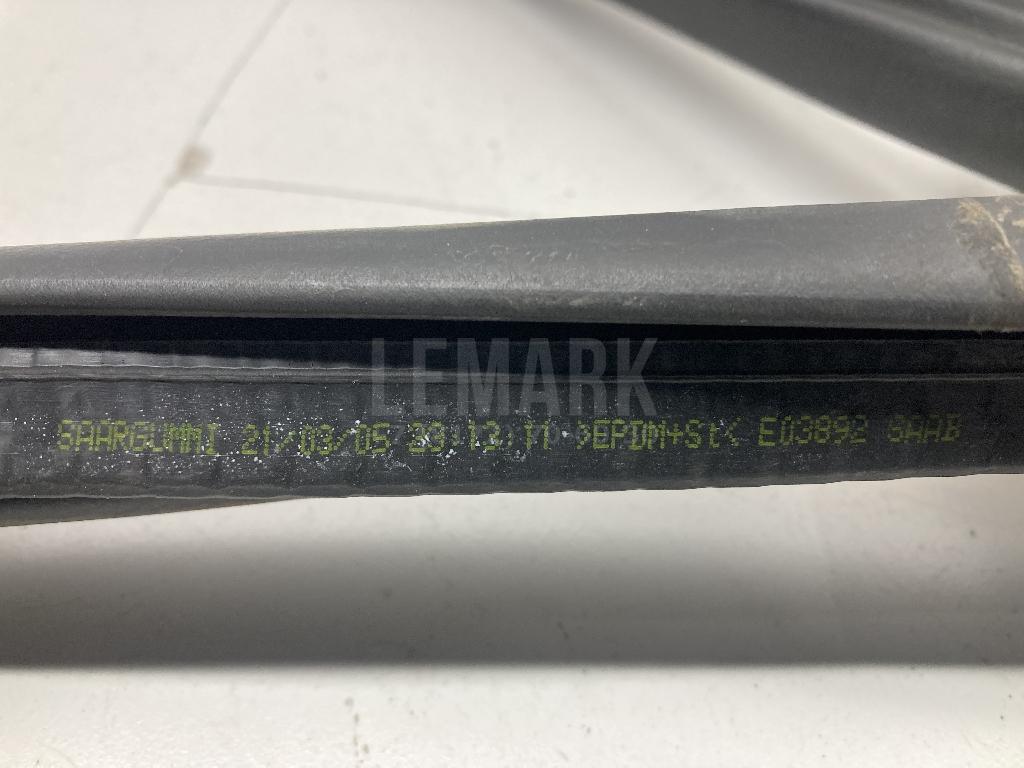 LEMARK
SAARGUMMI 21/03/05 23:13:11 >EPDM+St< E03892 SAAB